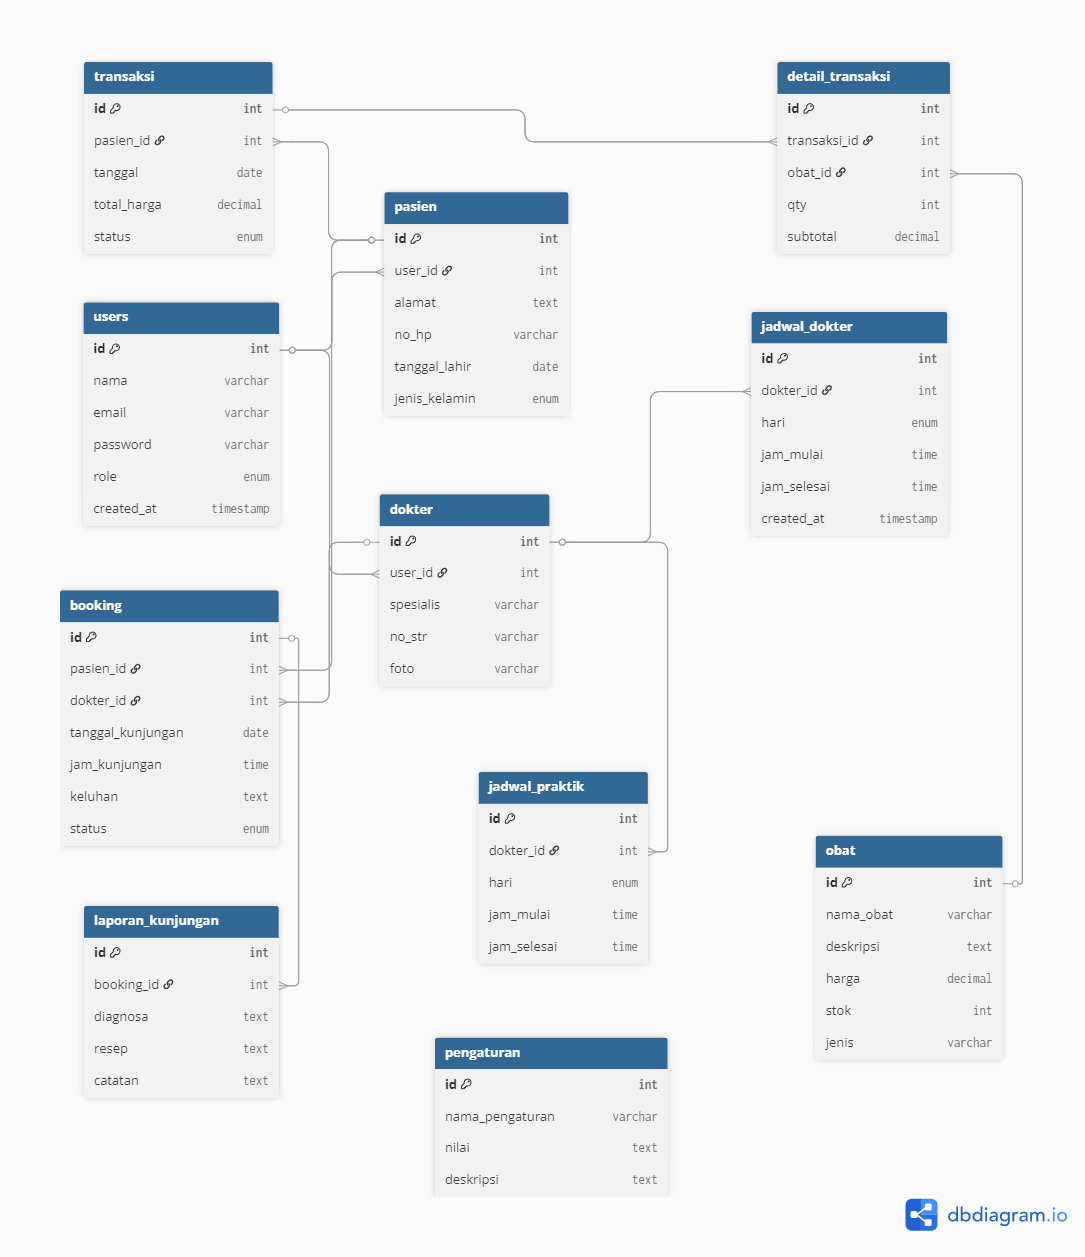 transaksi
id int
pasien_id int
tanggal date
total_harga decimal
status enum
detail_transaksi
id int
transaksi_id int
obat_id int
qty int
subtotal decimal
pasien
id int
user_id int
alamat text
no_hp varchar
tanggal_lahir date
jenis_kelamin enum
users
id int
nama varchar
email varchar
password varchar
role enum
created_at timestamp
jadwal_dokter
id int
dokter_id int
hari enum
jam_mulai time
jam_selesai time
created_at timestamp
dokter
id int
user_id int
spesialis varchar
no_str varchar
foto varchar
booking
id int
pasien_id int
dokter_id int
tanggal_kunjungan date
jam_kunjungan time
keluhan text
status enum
jadwal_praktik
id int
dokter_id int
hari enum
jam_mulai time
jam_selesai time
obat
id int
nama_obat varchar
deskripsi text
harga decimal
stok int
jenis varchar
laporan_kunjungan
id int
booking_id int
diagnosa text
resep text
catatan text
pengaturan
id int
nama_pengaturan varchar
nilai text
deskripsi text
dbdiagram.io